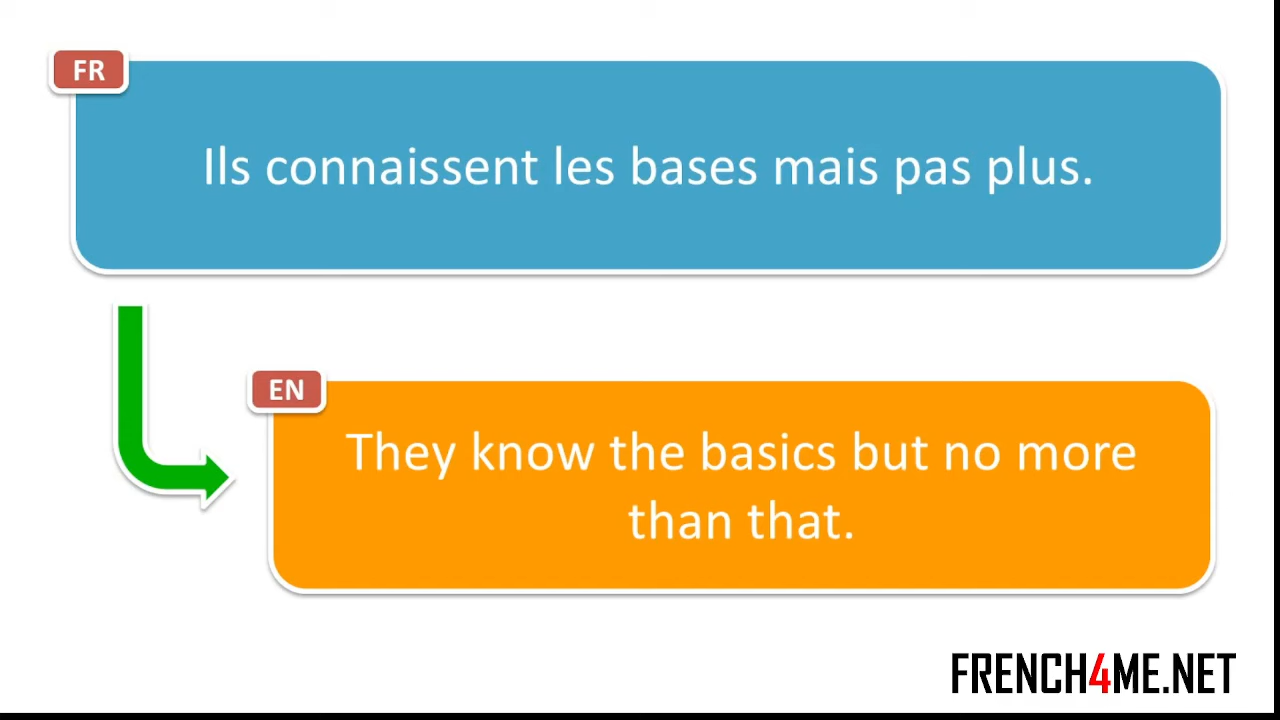 FR
Ils connaissent les bases mais pas plus.
EN
They know the basics but no more
than that.
FRENCH4ME.NET